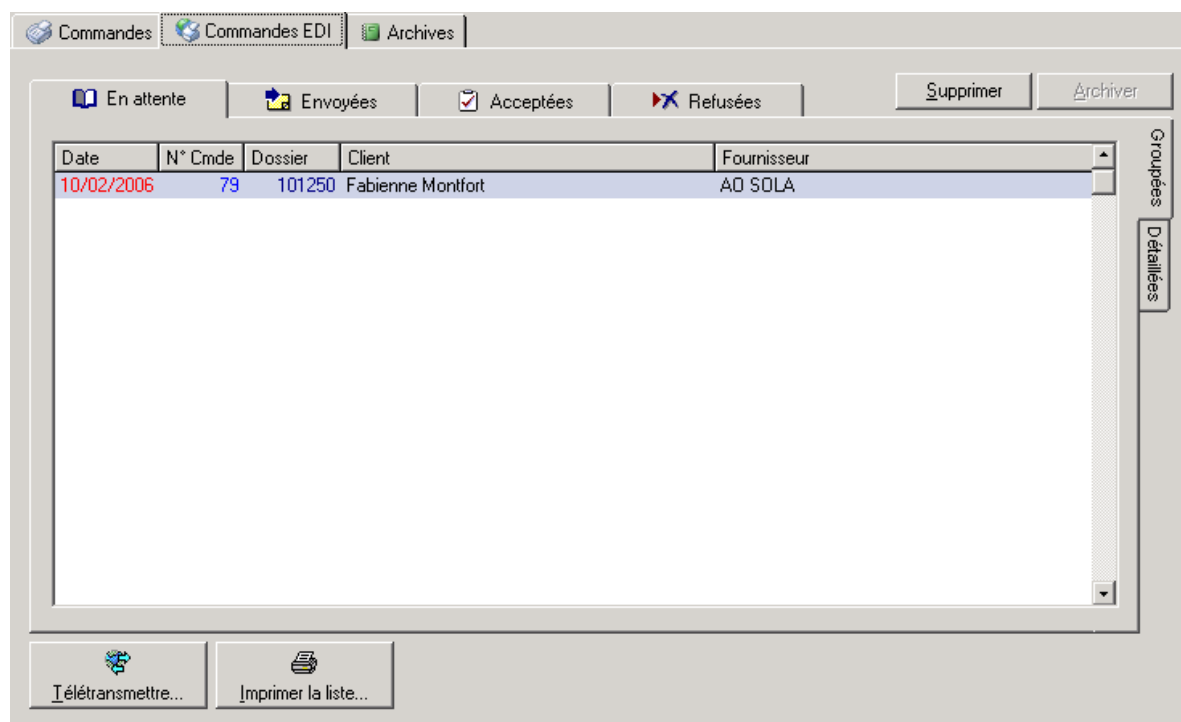 Commandes Commandes EDI Archives
En attente Envoyées Acceptées Refusées Supprimer Archiver
Date N° Cmde Dossier Client Fournisseur
10/02/2006 79 101250 Fabienne Montfort AO SOLA
Groupées
Détaillées
Télétransmettre... Imprimer la liste...